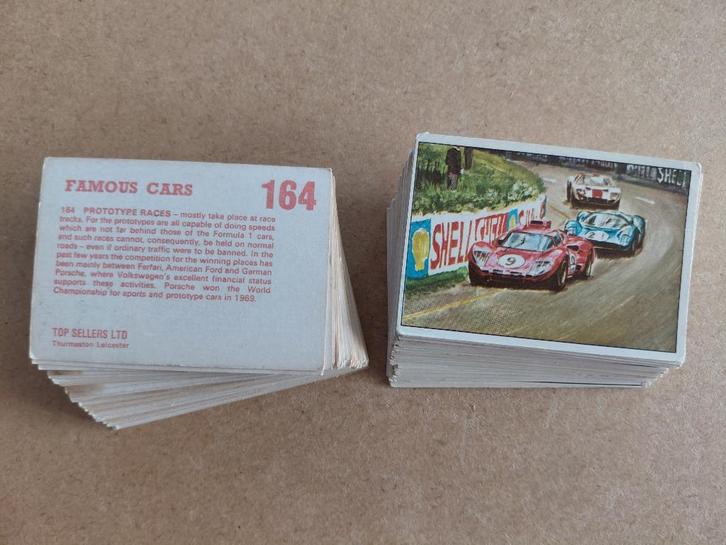 FAMOUS CARS
164
164 PROTOTYPE RACES – mostly take place at race
tracks. For the prototypes are all capable of doing speeds
which are not far behind those of the Formula 1 cars,
and such races cannot, consequently, be held on normal
roads – even if ordinary traffic were to be banned. In the
past few years the competition for the winning places has
been mainly between Ferfari, American Ford and German
Porsche, where Volkswagen's excellent financial status
supports these activities. Porsche won the World
Championship for sports and prototype cars in 1969.
TOP SELLERS LTD
Thurmaston Leicester
SHELL
SHELL
SHELL
9